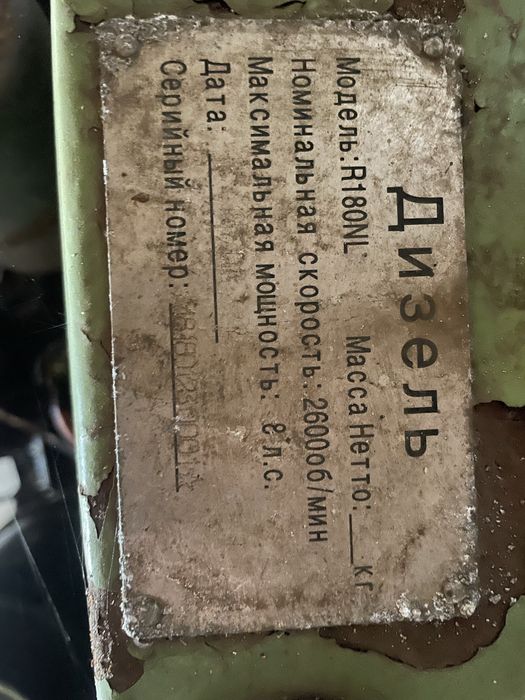 Дизель
Модель: R180NL Масса Нетто: ___кг
Номинальная скорость: 2600об/мин
Максимальная мощность: 8 л.с.
Дата:
Серийный номер: